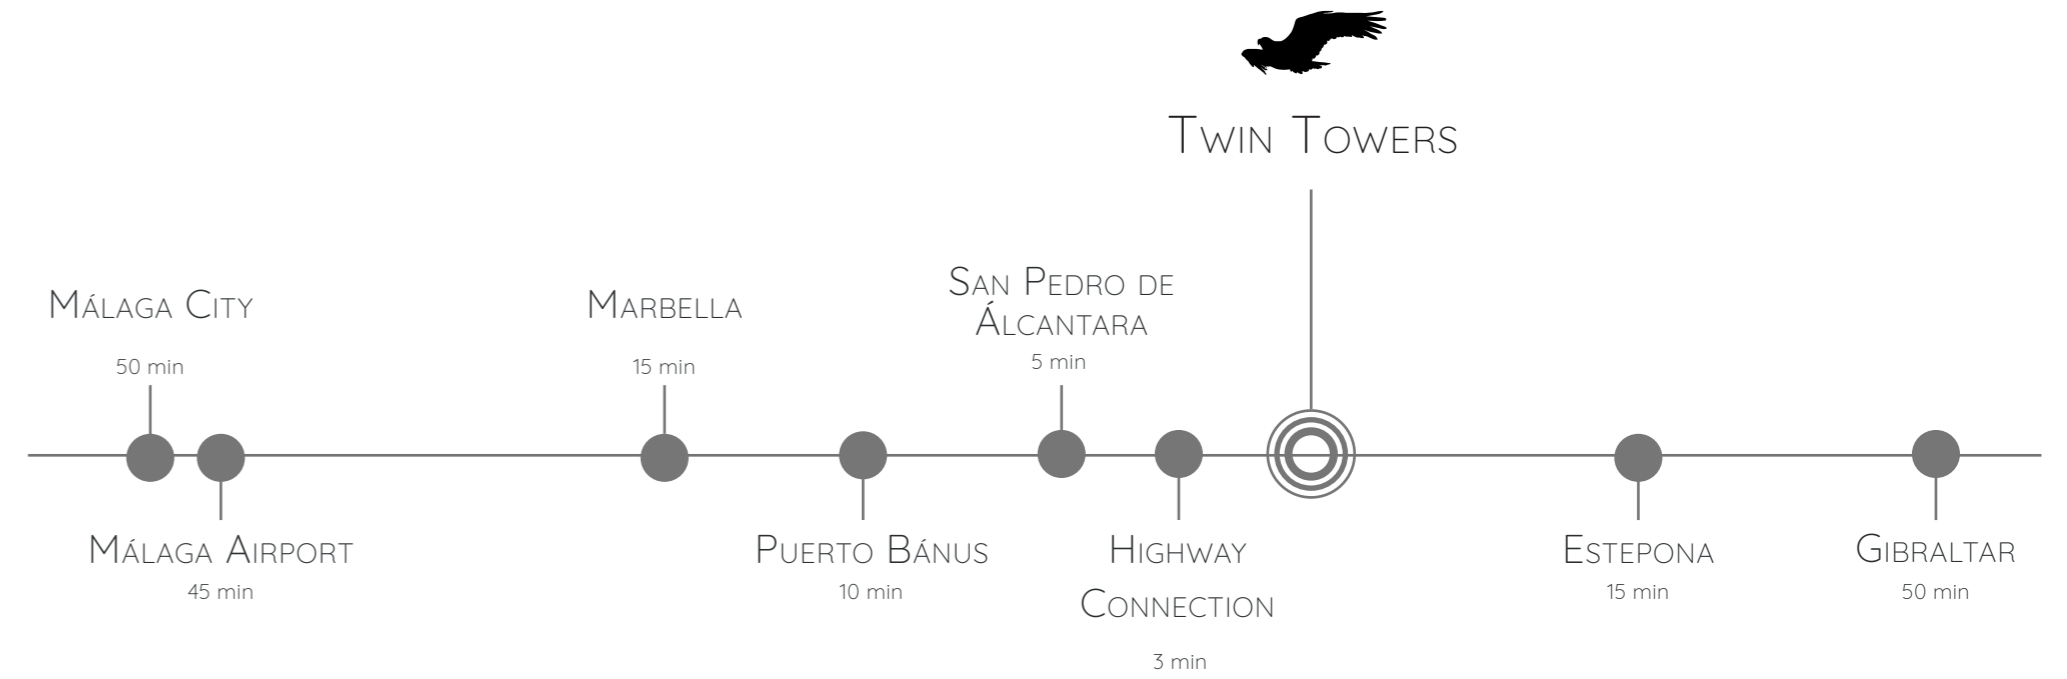 Twin Towers
Málaga City
50 min
Marbella
15 min
San Pedro de
Álcantara
5 min
Málaga Airport
45 min
Puerto Bánus
10 min
Highway
Connection
3 min
Estepona
15 min
Gibraltar
50 min